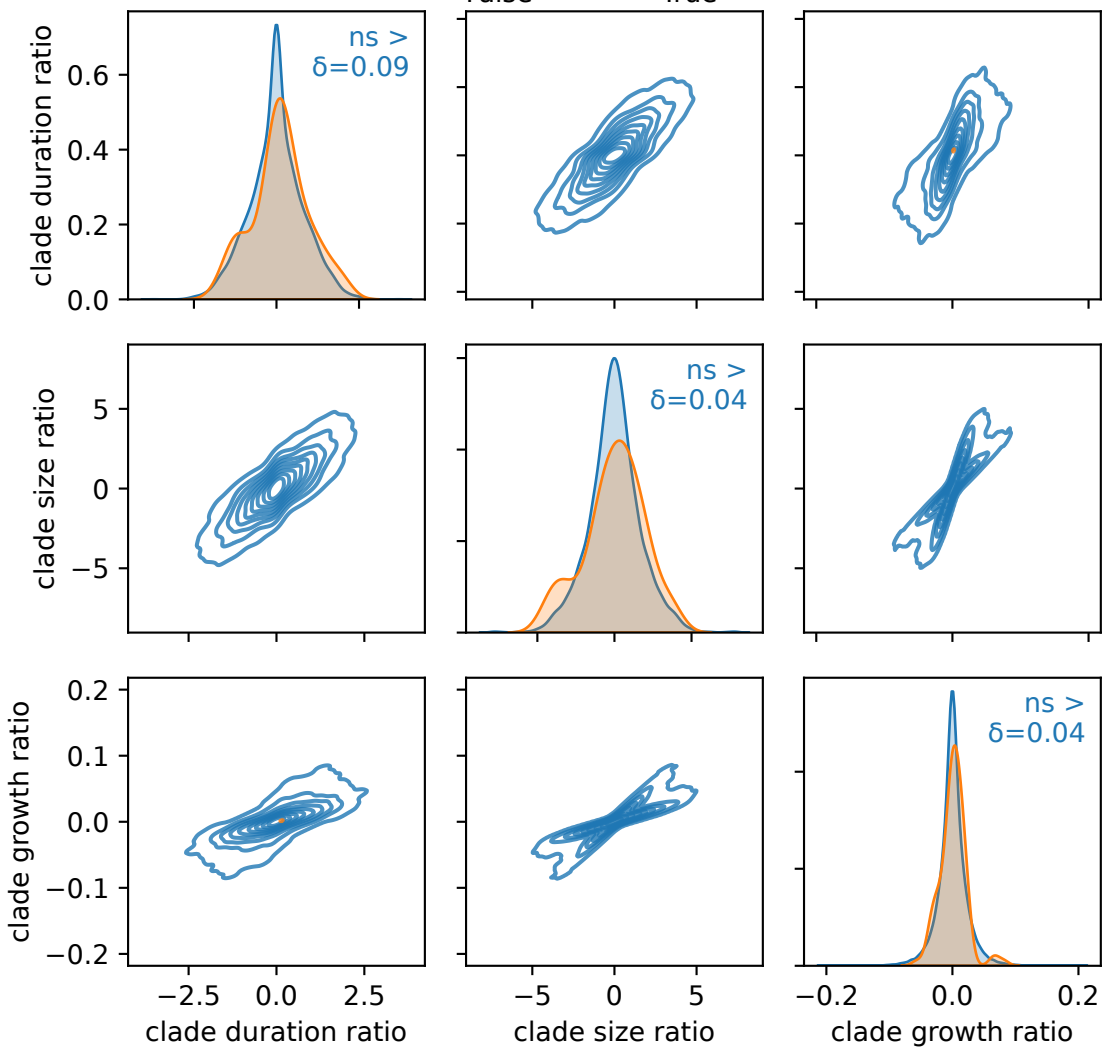 clade duration ratio
0.6
0.4
0.2
0.0
ns >
δ=0.09
clade size ratio
5
0
−5
ns >
δ=0.04
clade growth ratio
0.2
0.1
0.0
−0.1
−0.2
ns >
δ=0.04
−2.5 0.0 2.5
−5 0 5
−0.2 0.0 0.2
clade duration ratio
clade size ratio
clade growth ratio